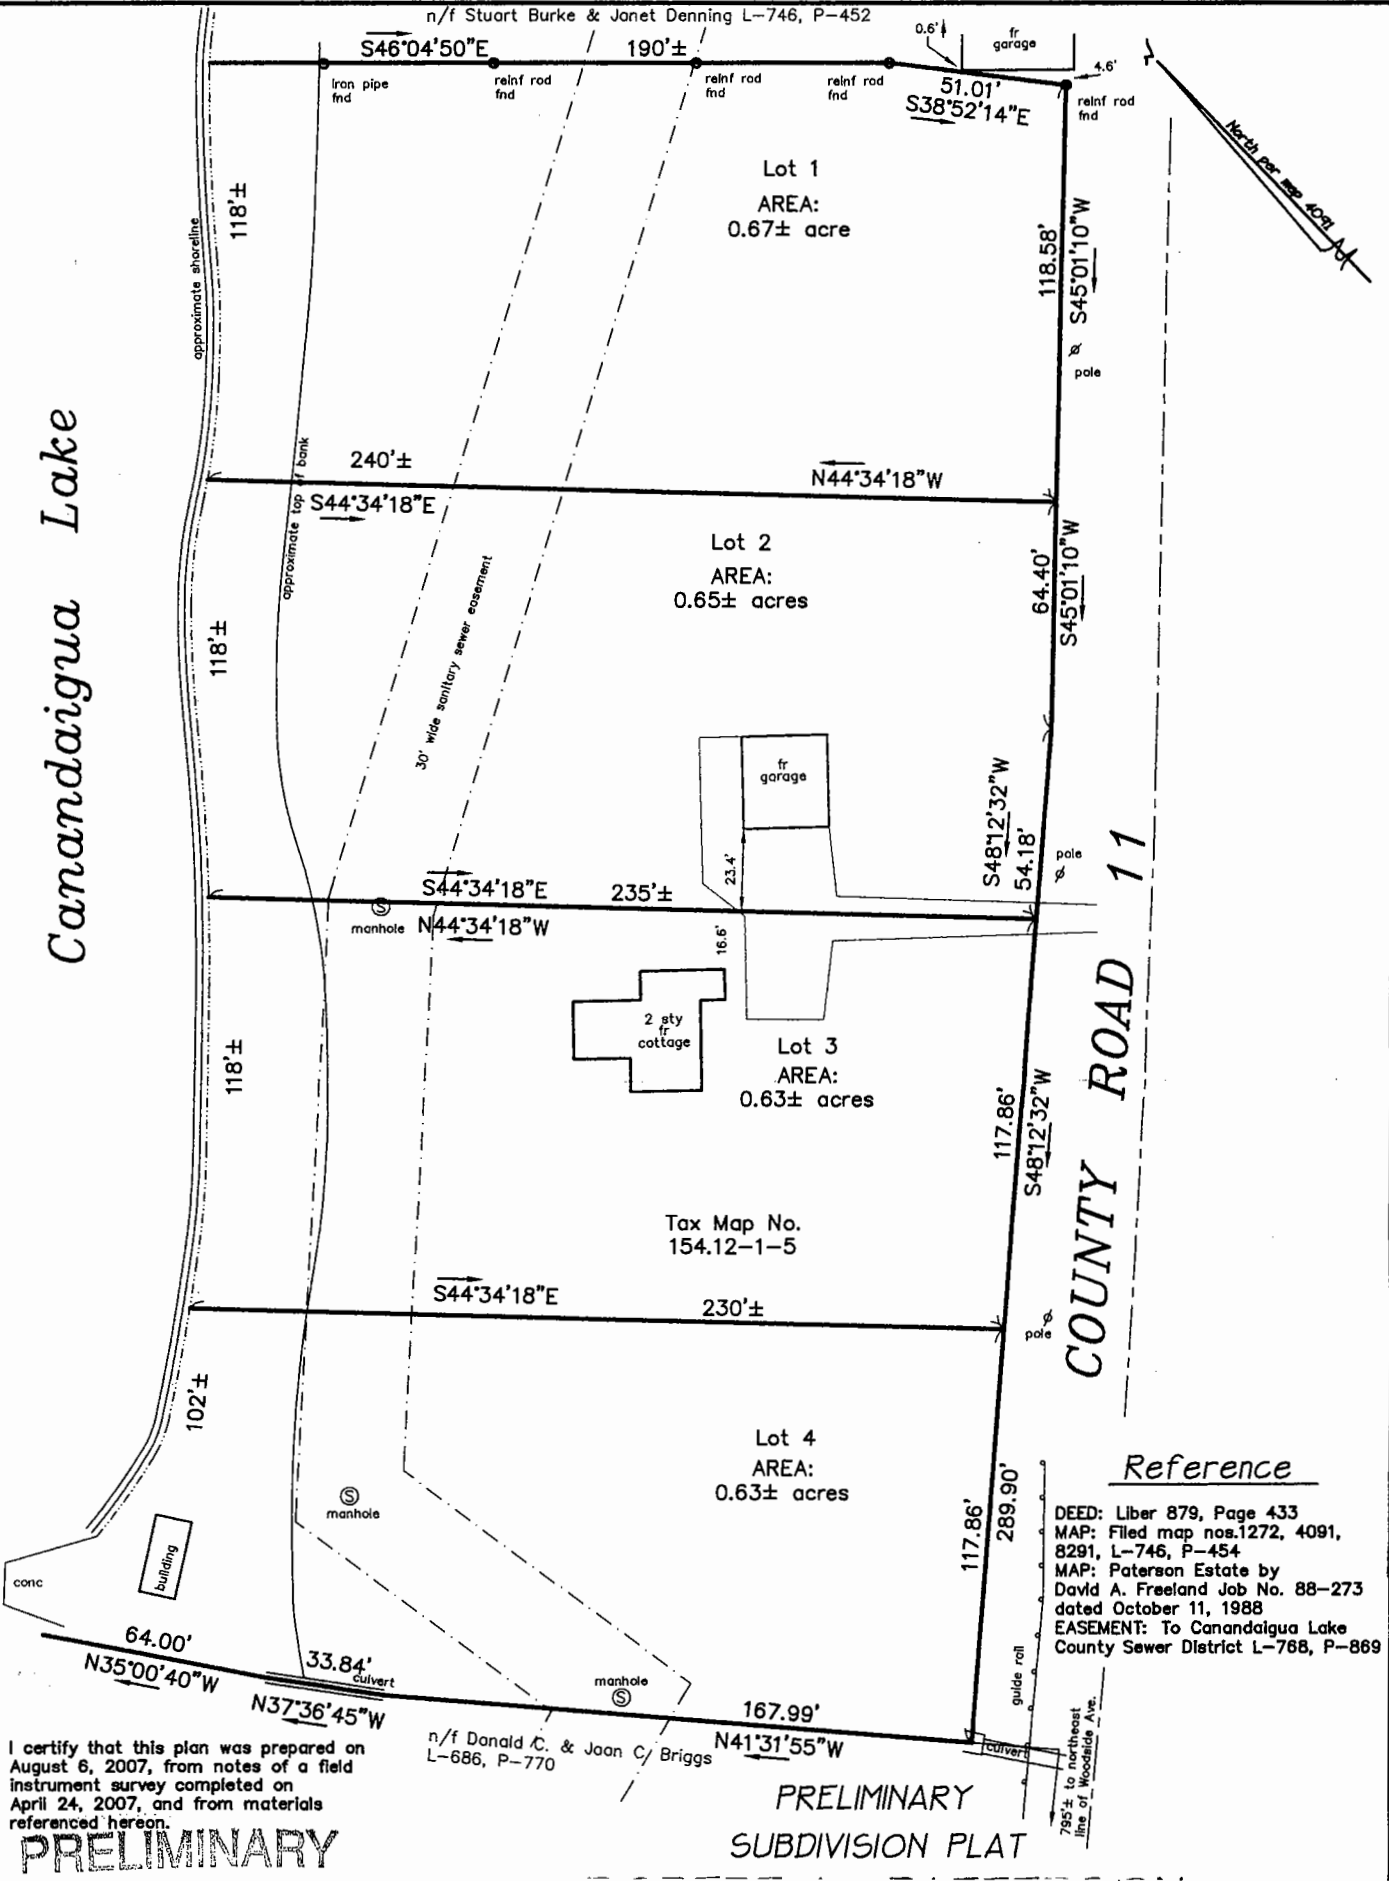 n/f Stuart Burke & Janet Denning L-746, P-452
S46°04'50"E
190'±
0.6'
fr
garage
4.6'
Iron pipe
fnd
reinf rod
fnd
reinf rod
fnd
reinf rod
fnd
51.01'
S38°52'14"E
reinf rod
fnd
North per map 4091
Lot 1
AREA:
0.67± acre
118'±
approximate shoreline
118.58'
S45°01'10"W
pole
Canandaigua Lake
approximate top of bank
240'±
N44°34'18"W
S44°34'18"E
Lot 2
AREA:
0.65± acres
64.40'
S45°01'10"W
118'±
30' wide sanitary sewer easement
fr
garage
23.4'
S48°12'32"W
54.18'
pole
S44°34'18"E
235'±
manhole
S
N44°34'18"W
16.6'
2 sty
fr
cottage
Lot 3
AREA:
0.63± acres
118'±
117.86'
S48°12'32"W
COUNTY ROAD 11
Tax Map No.
154.12-1-5
S44°34'18"E
230'±
pole
102'±
Lot 4
AREA:
0.63± acres
S
manhole
building
conc
117.86'
289.90'
guide rail
Reference
DEED: Liber 879, Page 433
MAP: Filed map nos.1272, 4091,
8291, L-746, P-454
MAP: Paterson Estate by
David A. Freeland Job No. 88-273
dated October 11, 1988
EASEMENT: To Canandaigua Lake
County Sewer District L-768, P-869
64.00'
N35°00'40"W
33.84'
culvert
N37°36'45"W
manhole
S
167.99'
N41°31'55"W
n/f Donald C. & Joan C. Briggs
L-686, P-770
culvert
795'± to northeast
line of Woodside Ave.
I certify that this plan was prepared on
August 6, 2007, from notes of a field
instrument survey completed on
April 24, 2007, and from materials
referenced hereon.
PRELIMINARY
PRELIMINARY
SUBDIVISION PLAT